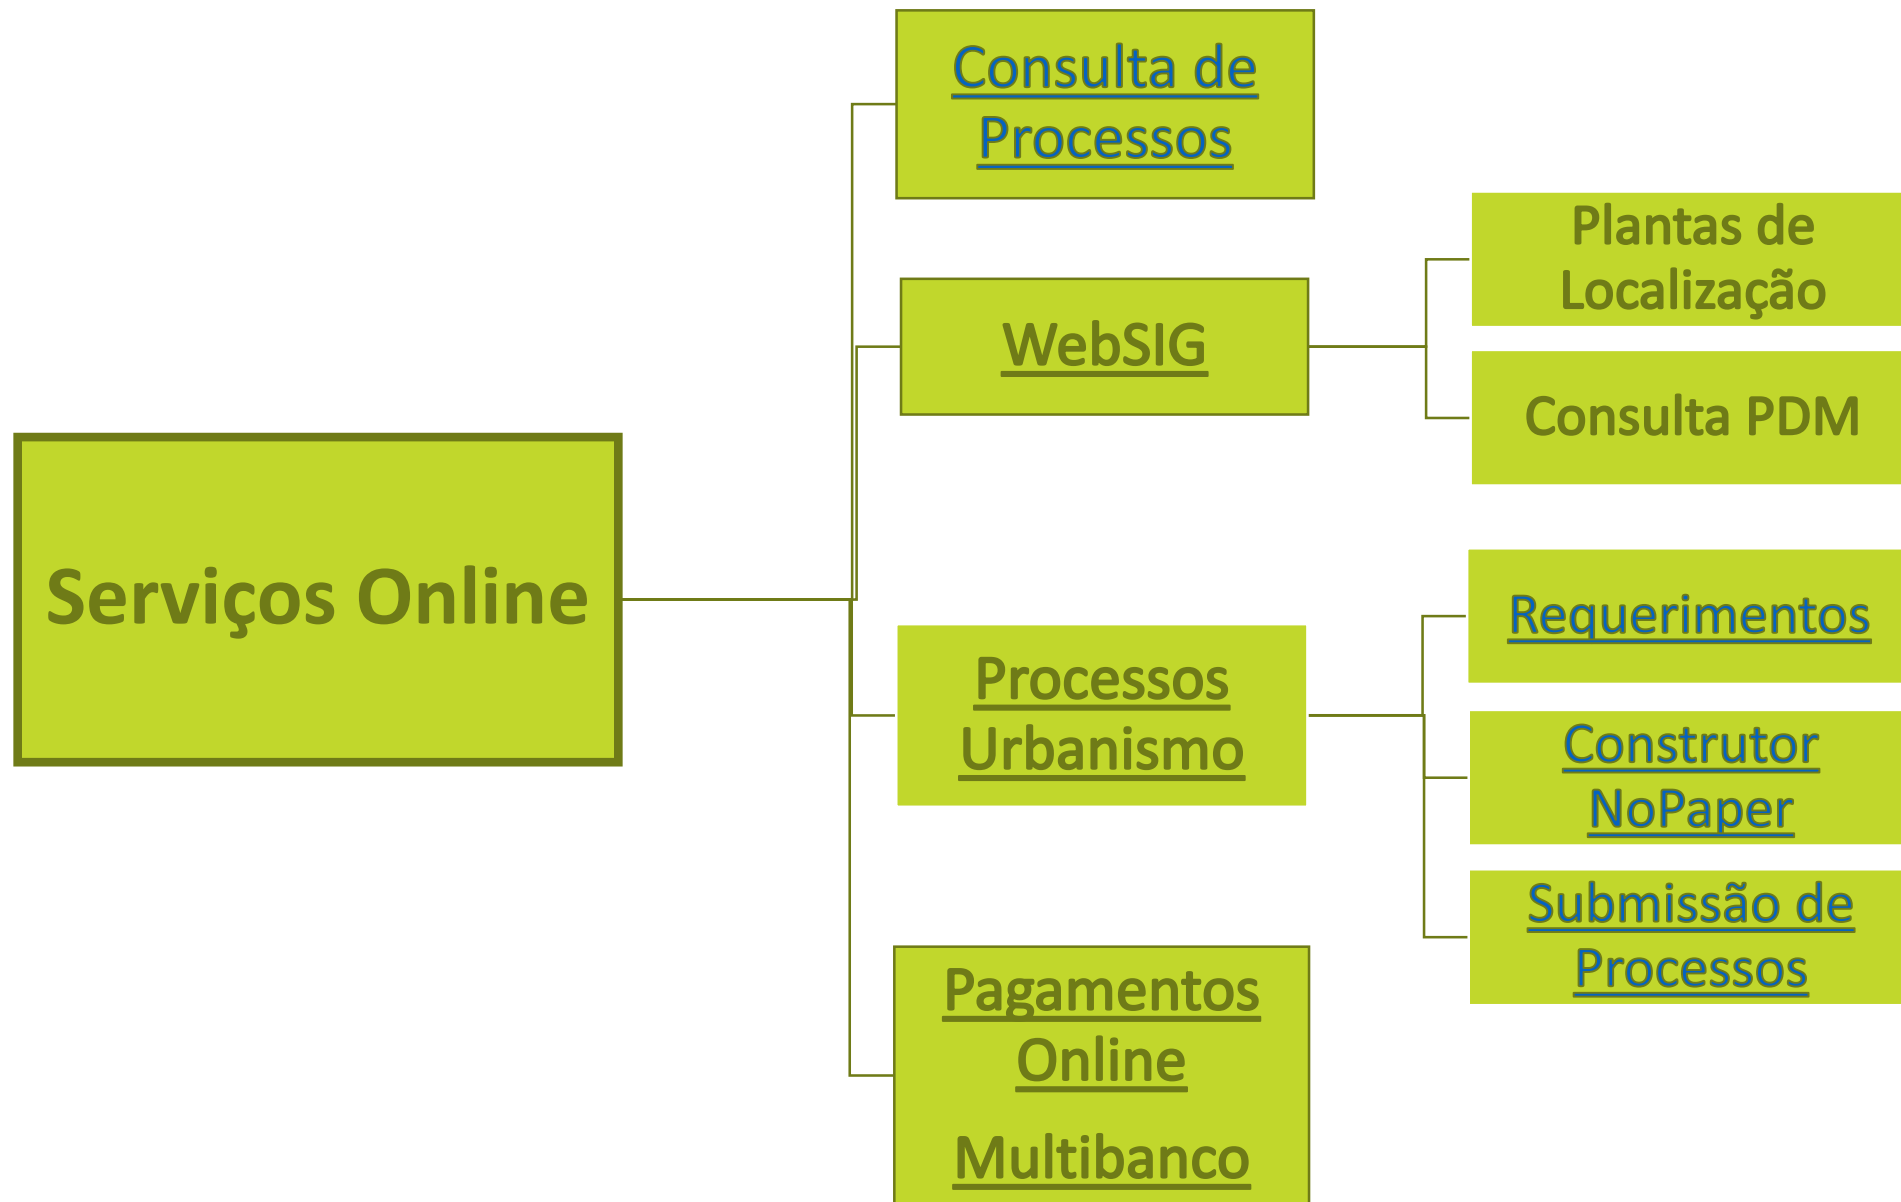 Consulta de
Processos
Plantas de
Localização
WebSIG
Consulta PDM
Serviços Online
Requerimentos
Processos
Urbanismo
Construtor
NoPaper
Submissão de
Processos
Pagamentos
Online
Multibanco